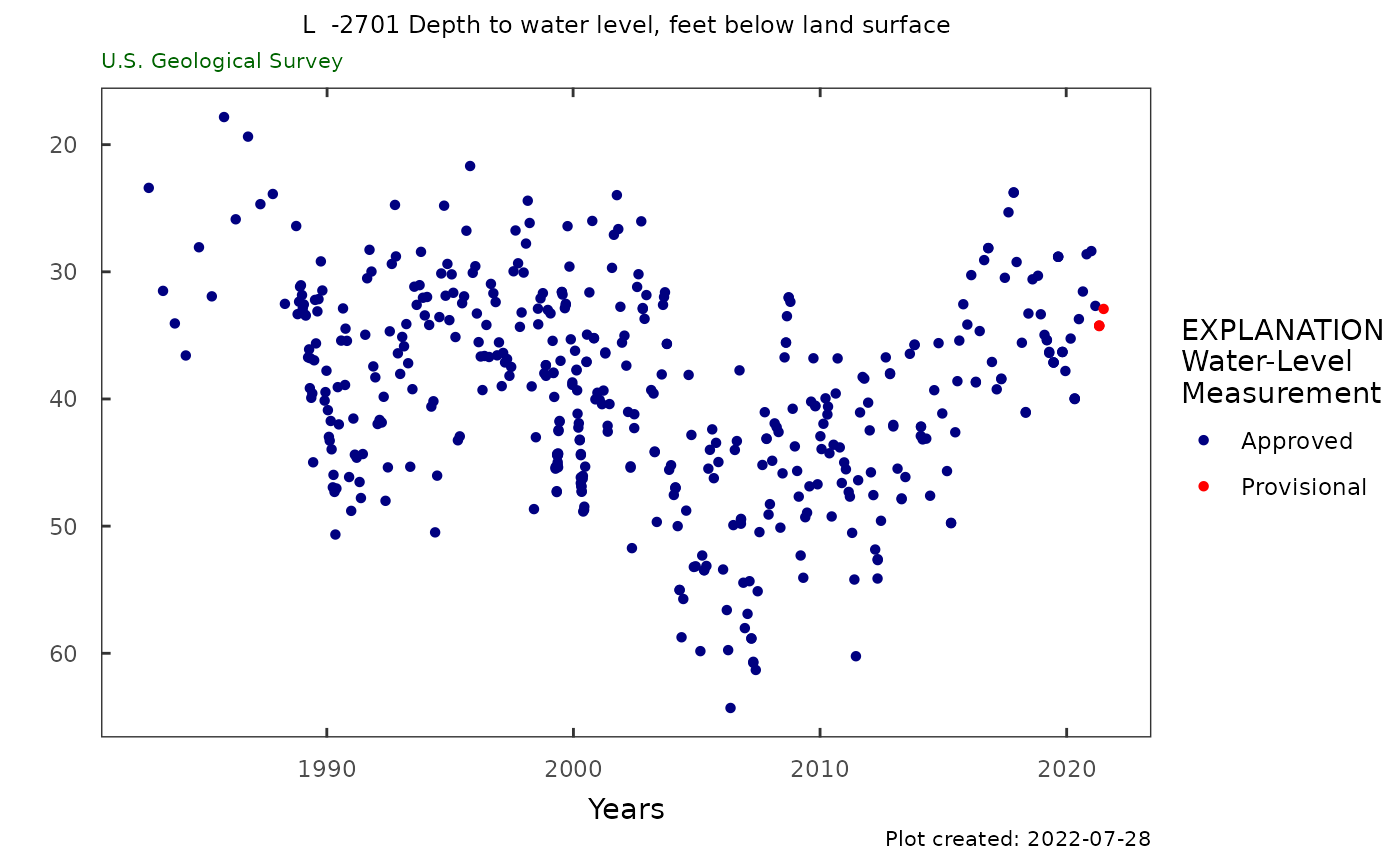 L  -2701 Depth to water level, feet below land surface
U.S. Geological Survey
20
30
40
50
60
1990
2000
2010
2020
Years
EXPLANATION
Water-Level
Measurement
Approved
Provisional
Plot created: 2022-07-28